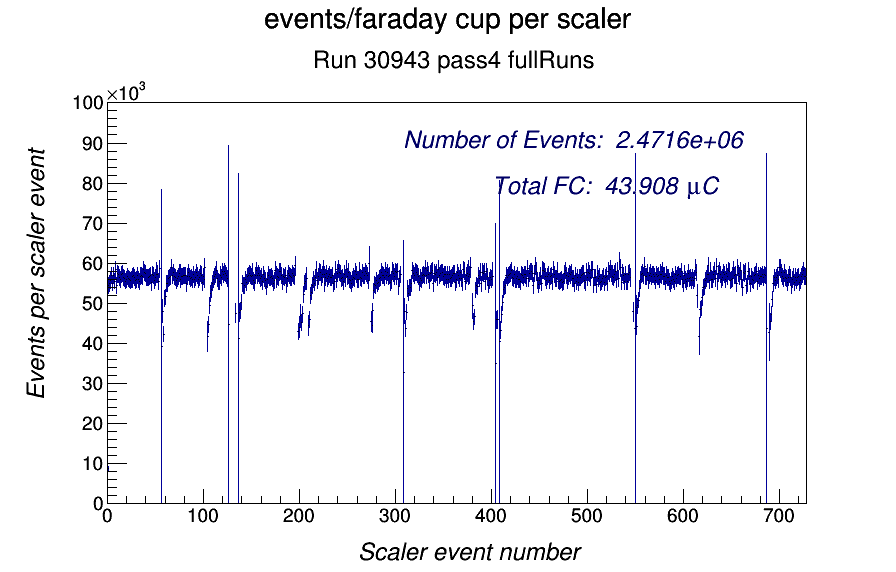 events/faraday cup per scaler
Run 30943 pass4 fullRuns
×10³
100
90
80
70
60
50
40
30
20
10
0
Events per scaler event
Number of Events: 2.4716e+06
Total FC: 43.908 μC
0 100 200 300 400 500 600 700
Scaler event number